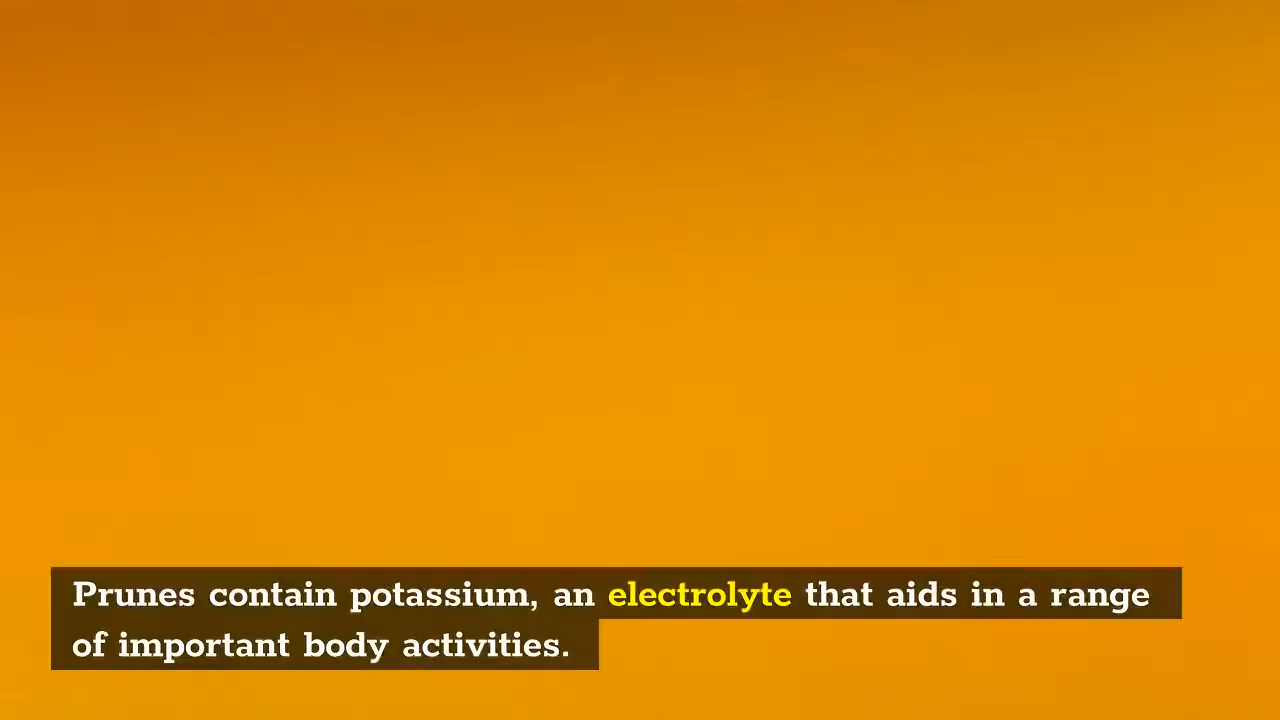 Prunes contain potassium, an electrolyte that aids in a range
of important body activities.